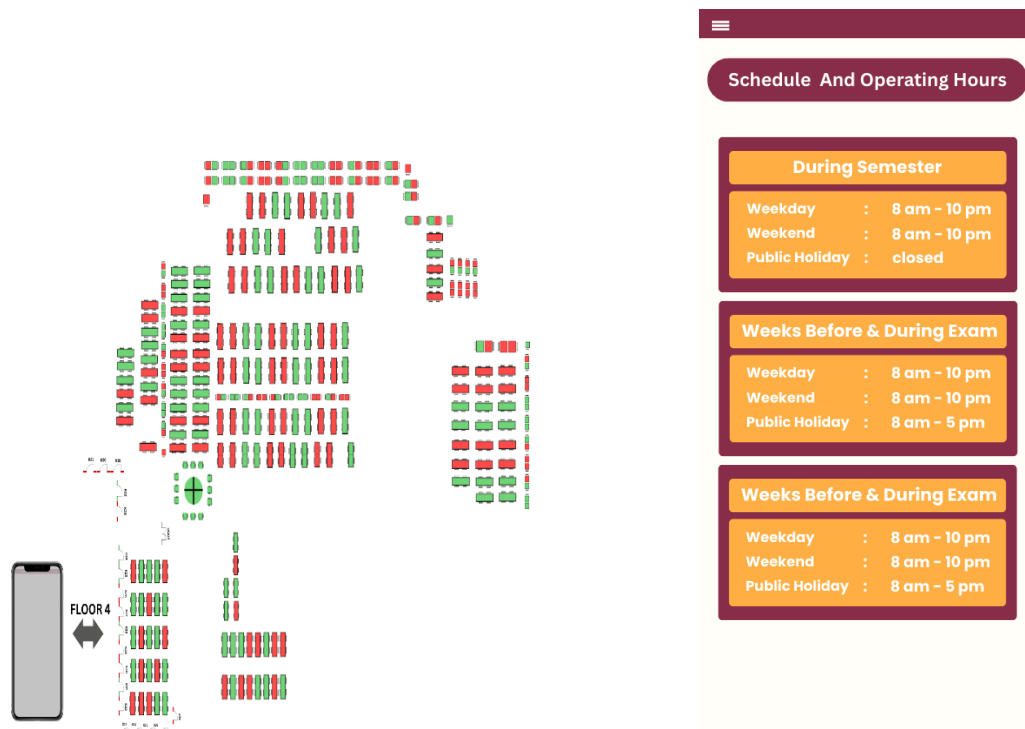 Schedule And Operating Hours
During Semester
Weekday : 8 am - 10 pm
Weekend : 8 am - 10 pm
Public Holiday : closed
Weeks Before & During Exam
Weekday : 8 am - 10 pm
Weekend : 8 am - 10 pm
Public Holiday : 8 am - 5 pm
Weeks Before & During Exam
Weekday : 8 am - 10 pm
Weekend : 8 am - 10 pm
Public Holiday : 8 am - 5 pm
FLOOR 4